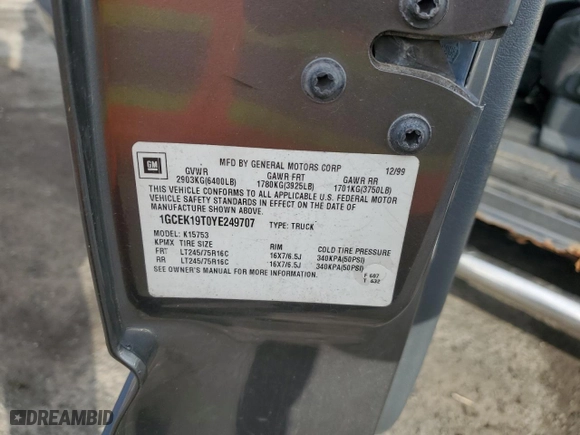 GM
MFD BY GENERAL MOTORS CORP 12/99
GVWR GAWR FRT GAWR RR
2903KG(6400LB) 1780KG(3925LB) 1701KG(3750LB)
THIS VEHICLE CONFORMS TO ALL APPLICABLE U.S. FEDERAL MOTOR
VEHICLE SAFETY STANDARDS IN EFFECT ON THE DATE OF
MANUFACTURE SHOWN ABOVE.
1GCEK19T0YE249707 TYPE: TRUCK
MODEL: K15753
KPMX TIRE SIZE RIM COLD TIRE PRESSURE
FRT LT245/75R16C 16X7/6.5J 340KPA(50PSI)
RR LT245/75R16C 16X7/6.5J 340KPA(50PSI)
SEE OWNER'S MANUAL FOR MORE INFORMATION.
F 607
T 632
DREAMBID